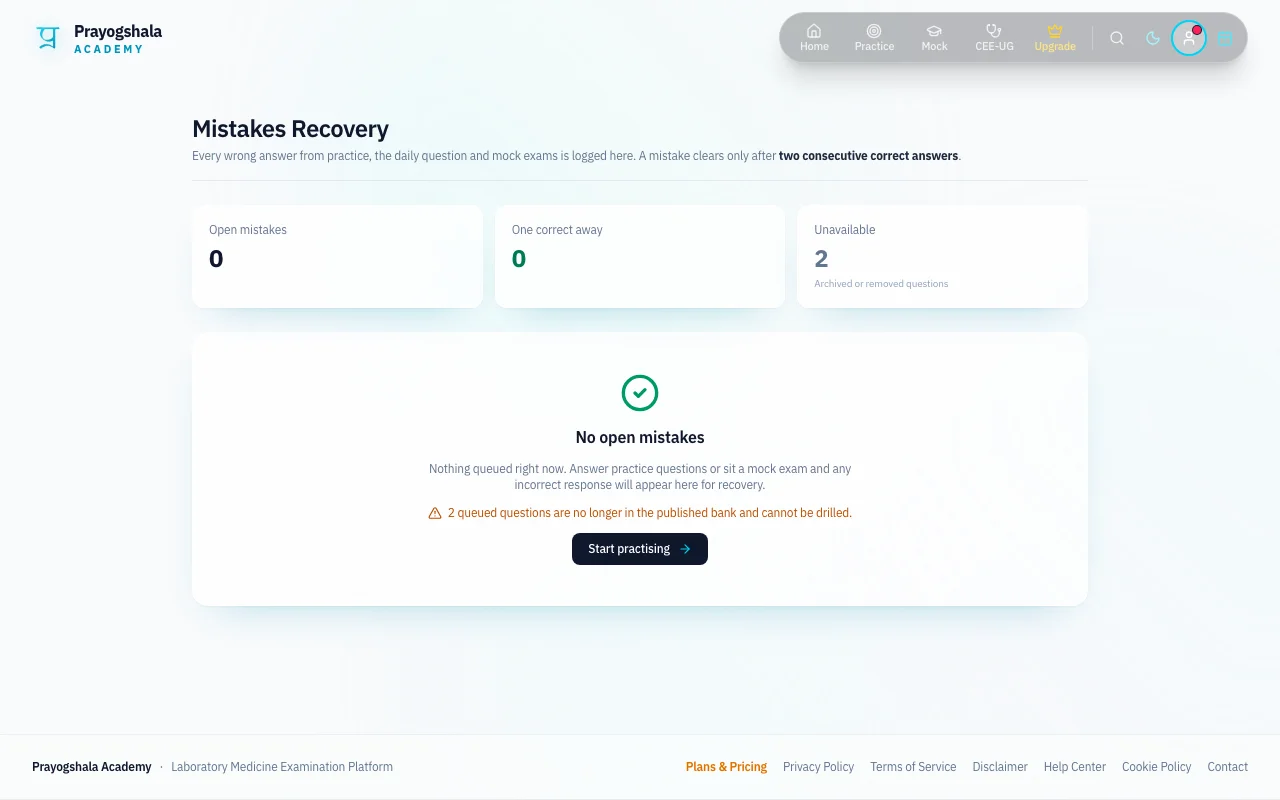 Prayogshala
ACADEMY
Home
Practice
Mock
CEE-UG
Upgrade
Mistakes Recovery
Every wrong answer from practice, the daily question and mock exams is logged here. A mistake clears only after two consecutive correct answers.
Open mistakes
0
One correct away
0
Unavailable
2
Archived or removed questions
No open mistakes
Nothing queued right now. Answer practice questions or sit a mock exam and any
incorrect response will appear here for recovery.
2 queued questions are no longer in the published bank and cannot be drilled.
Start practising
Prayogshala Academy · Laboratory Medicine Examination Platform
Plans & Pricing Privacy Policy Terms of Service Disclaimer Help Center Cookie Policy Contact